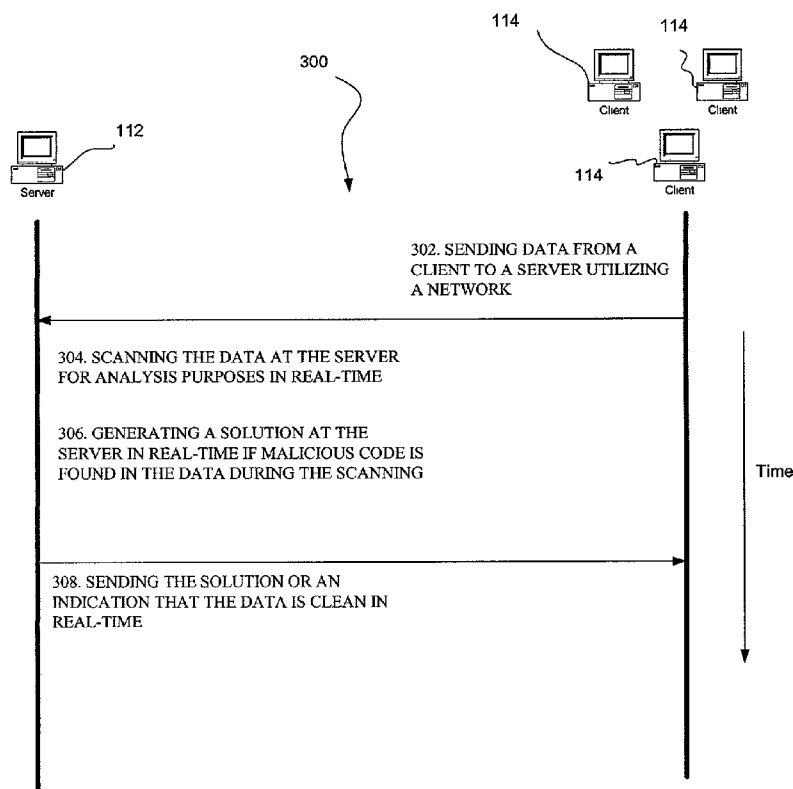 114
114
300
Client
Client
112
114
Server
Client
302. SENDING DATA FROM A
CLIENT TO A SERVER UTILIZING
A NETWORK
304. SCANNING THE DATA AT THE SERVER
FOR ANALYSIS PURPOSES IN REAL-TIME
306. GENERATING A SOLUTION AT THE
SERVER IN REAL-TIME IF MALICIOUS CODE IS
FOUND IN THE DATA DURING THE SCANNING
Time
308. SENDING THE SOLUTION OR AN
INDICATION THAT THE DATA IS CLEAN IN
REAL-TIME